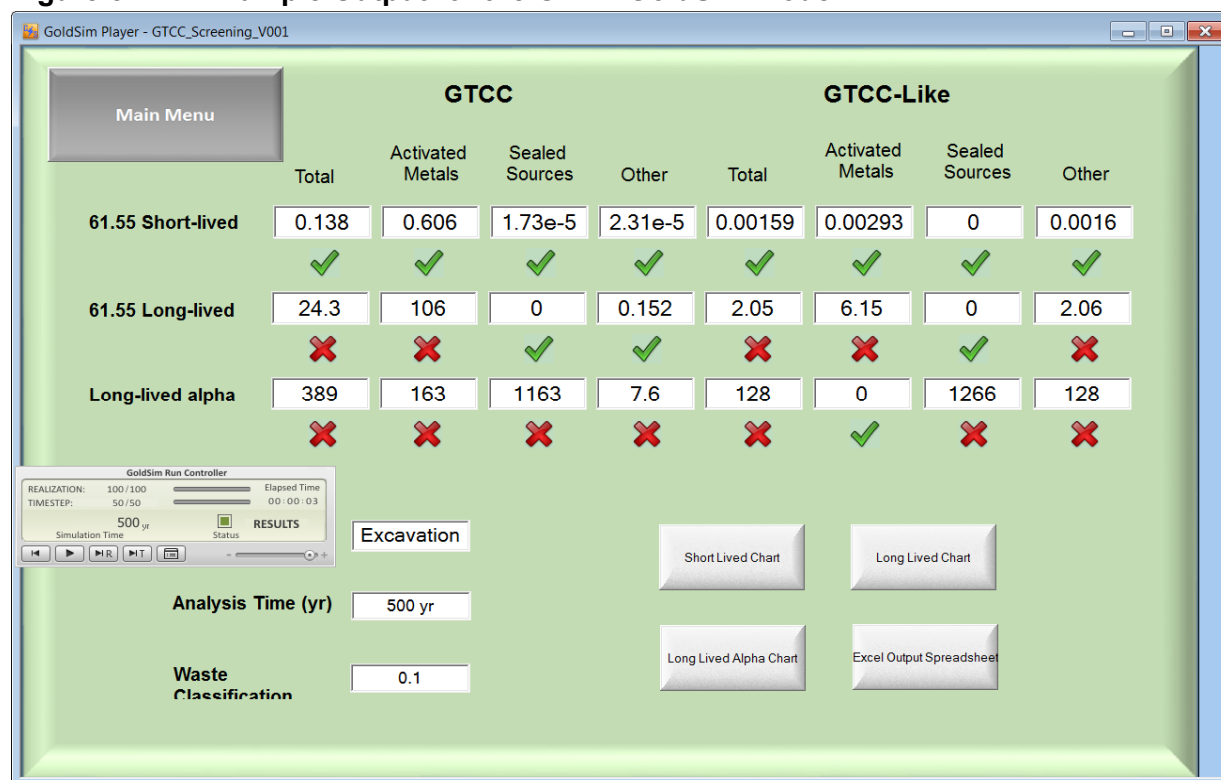 GoldSim Player - GTCC_Screening_V001
Main Menu
GTCC GTCC-Like
Total Activated Metals Sealed Sources Other Total Activated Metals Sealed Sources Other
61.55 Short-lived 0.138 0.606 1.73e-5 2.31e-5 0.00159 0.00293 0 0.0016
61.55 Long-lived 24.3 106 0 0.152 2.05 6.15 0 2.06
Long-lived alpha 389 163 1163 7.6 128 0 1266 128
GoldSim Run Controller
REALIZATION: 100/100 Elapsed Time
TIMESTEP: 50/50 00:00:03
500 yr RESULTS
Simulation Time Status
R T
- +
Excavation
Short Lived Chart Long Lived Chart
Analysis Time (yr) 500 yr
Long Lived Alpha Chart Excel Output Spreadsheet
Waste 0.1
Classification